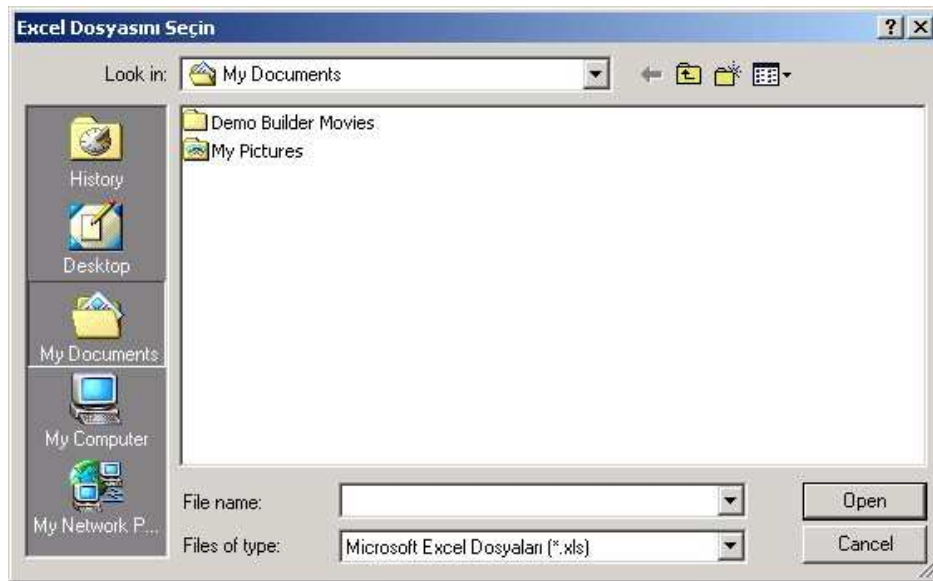 Excel Dosyasını Seçin
Look in: My Documents
Demo Builder Movies
My Pictures
History
Desktop
My Documents
My Computer
My Network P...
File name: Open
Files of type: Microsoft Excel Dosyaları (*.xls) Cancel